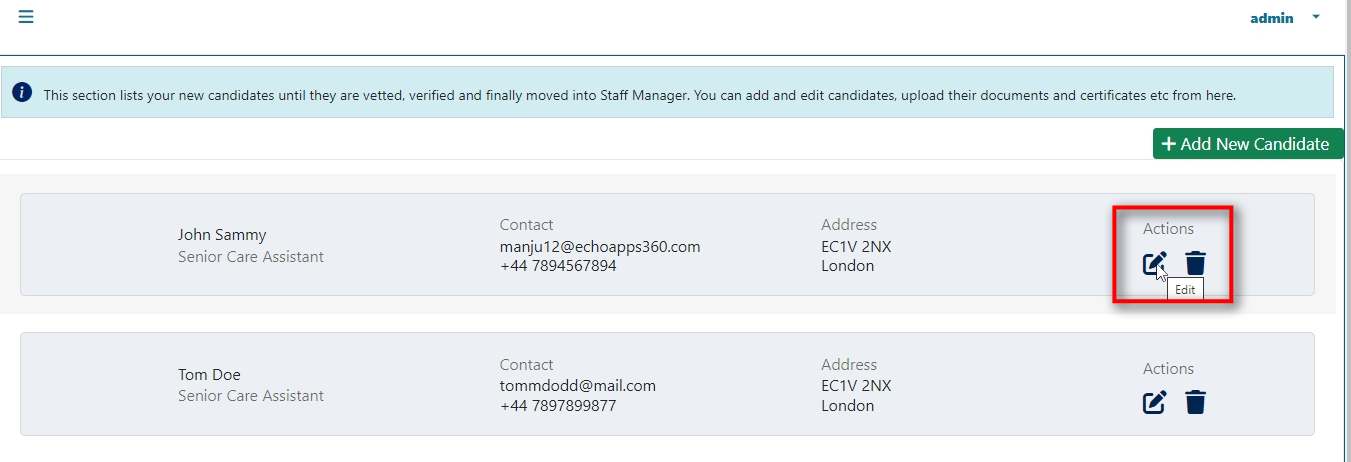 admin
This section lists your new candidates until they are vetted, verified and finally moved into Staff Manager. You can add and edit candidates, upload their documents and certificates etc from here.
Add New Candidate
John Sammy
Senior Care Assistant
Contact
manju12@echoapps360.com
+44 7894567894
Address
EC1V 2NX
London
Actions
Edit
Tom Doe
Senior Care Assistant
Contact
tommdodd@mail.com
+44 7897899877
Address
EC1V 2NX
London
Actions